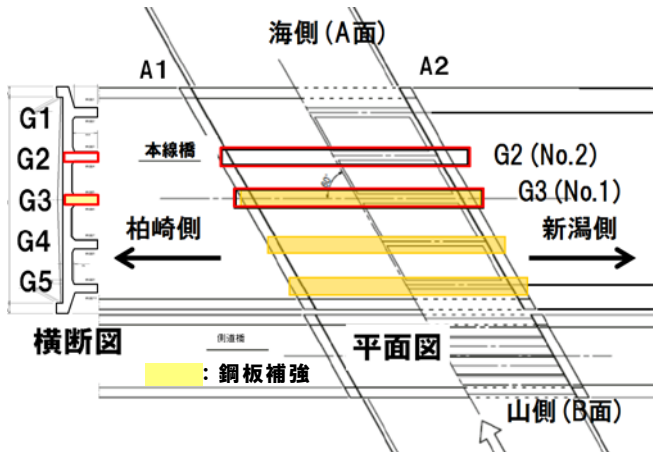 海側(A面)
A1
A2
G1
G2
G3
G4
G5
本線橋
G2(No.2)
G3(No.1)
60°
柏崎側
新潟側
横断図
側道橋
平面図
: 鋼板補強
山側(B面)